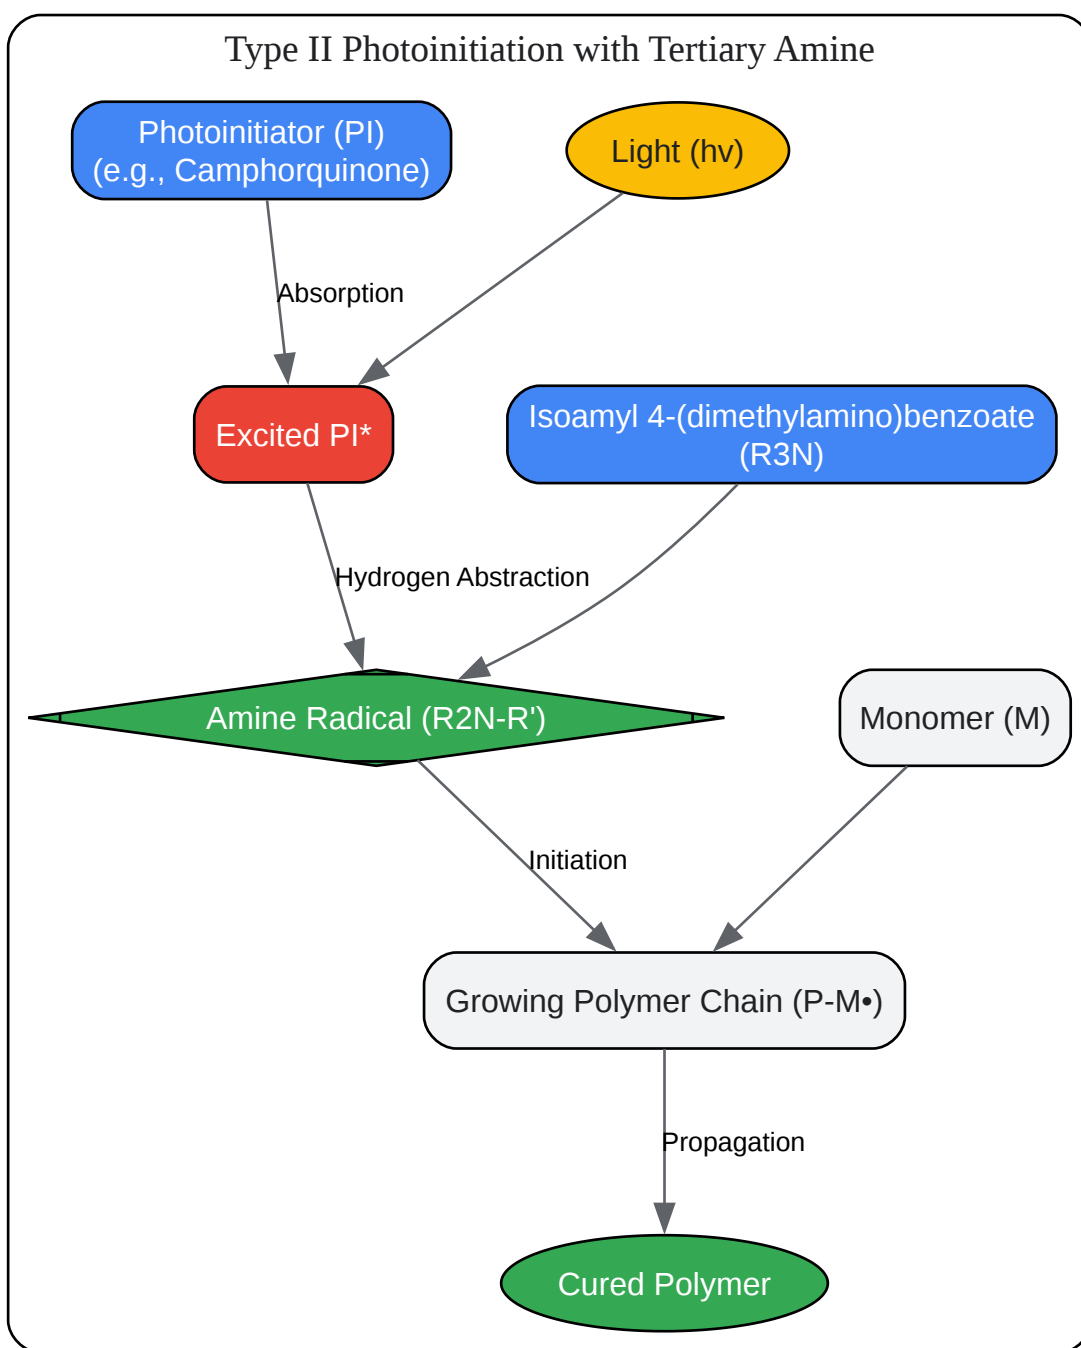 Type II Photoinitiation with Tertiary Amine
Photoinitiator (PI)
(e.g., Camphorquinone)
Light (hv)
Absorption
Excited PI*
Isoamyl 4-(dimethylamino)benzoate
(R3N)
Hydrogen Abstraction
Amine Radical (R2N-R')
Monomer (M)
Initiation
Growing Polymer Chain (P-M•)
Propagation
Cured Polymer